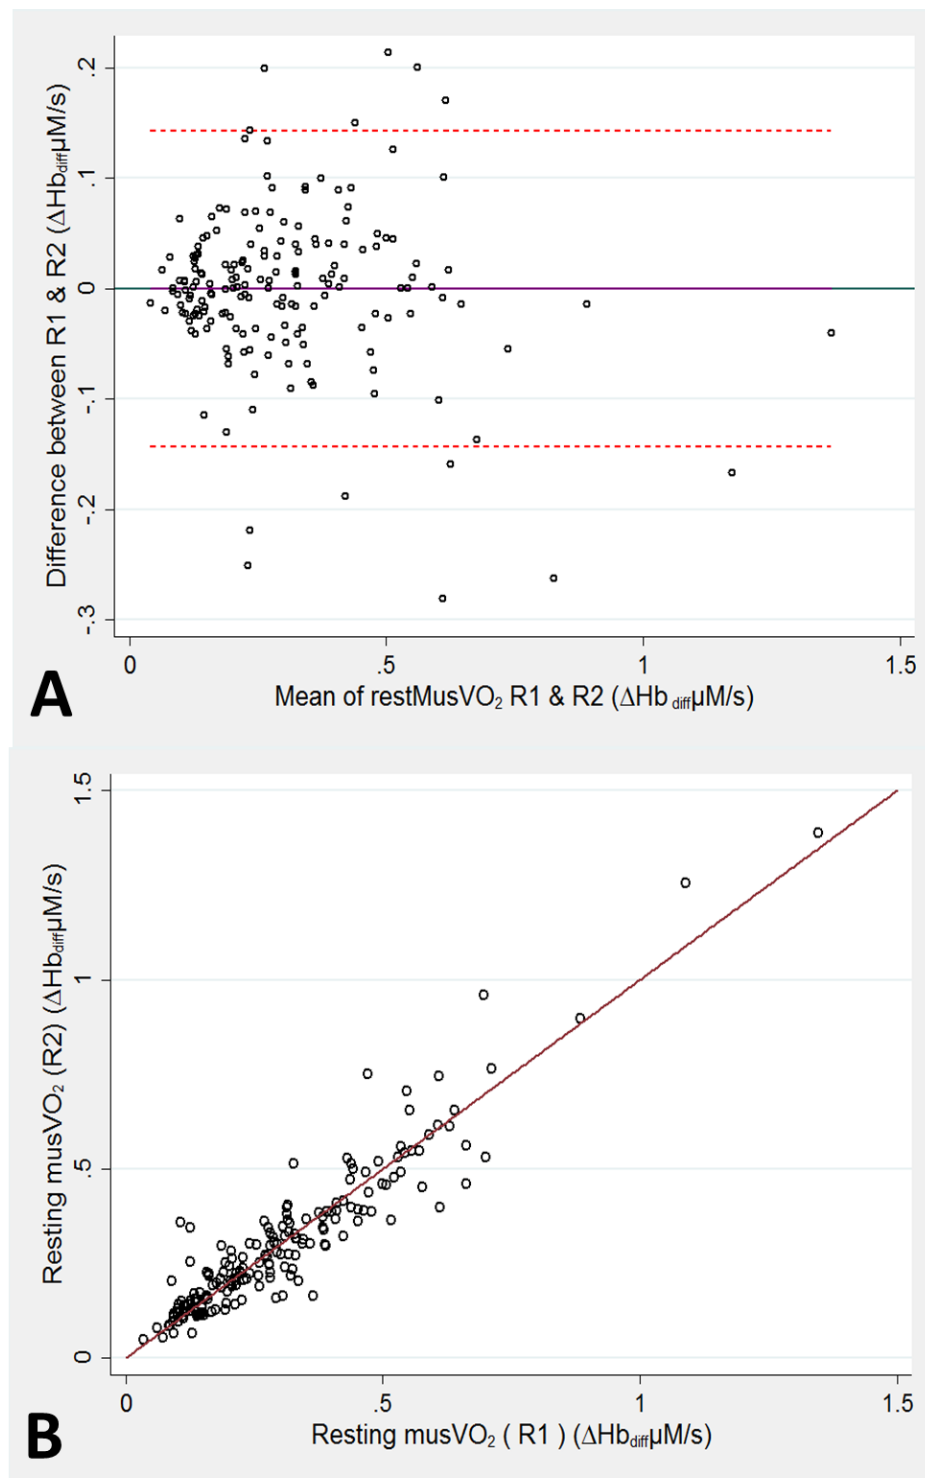 Difference between R1 & R2 (ΔHbdiffμM/s)
.2
.1
0
-.1
-.2
-.3
0 .5 1 1.5
Mean of restMusVO₂ R1 & R2 (ΔHb diffμM/s)
A
Resting musVO₂ (R2) (ΔHbdiffμM/s)
1.5
1
.5
0
0 .5 1 1.5
Resting musVO₂ ( R1 ) (ΔHbdiffμM/s)
B